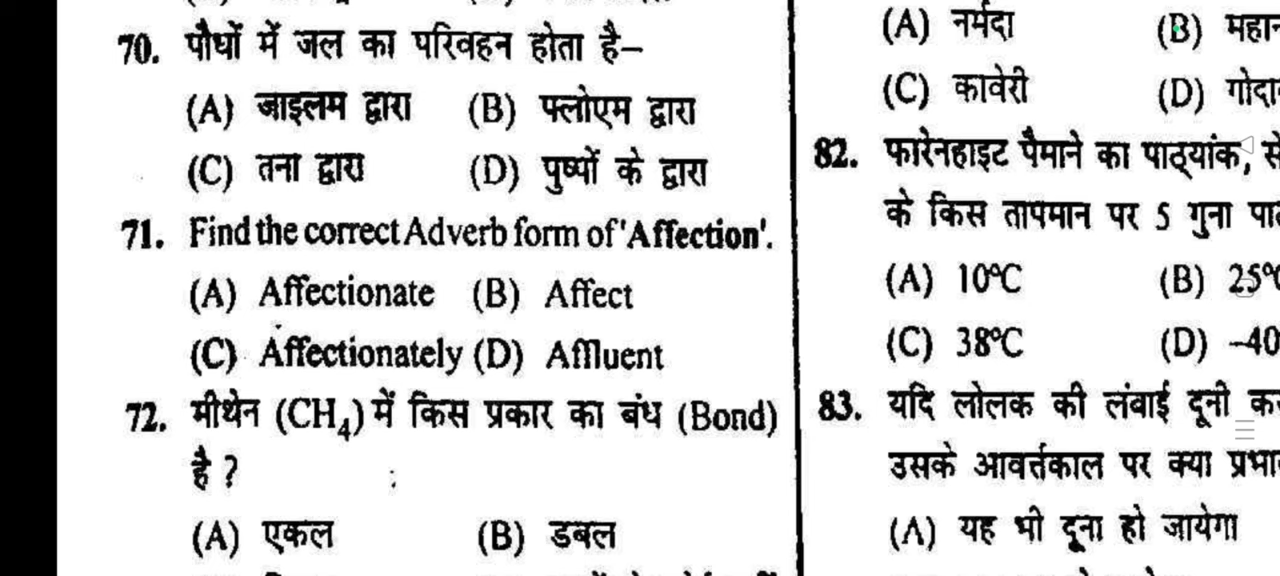 70. पौधों में जल का परिवहन होता है–
(A) जाइलम द्वारा (B) फ्लोएम द्वारा
(C) तना द्वारा (D) पुष्पों के द्वारा
71. Find the correct Adverb form of 'Affection'.
(A) Affectionate (B) Affect
(C) Affectionately (D) Affluent
72. मीथेन (CH₄) में किस प्रकार का बंध (Bond)
है ?
(A) एकल (B) डबल
(A) नर्मदा (B)
(C) कावेरी (D)
82. फारेनहाइट पैमाने का पाठ्यांक,
के किस तापमान पर 5 गुना
(A) 10°C (B) 25°
(C) 38°C (D) –40
83. यदि लोलक की लंबाई दूनी
उसके आवर्त्तकाल पर क्या
(A) यह भी दूना हो जायेगा